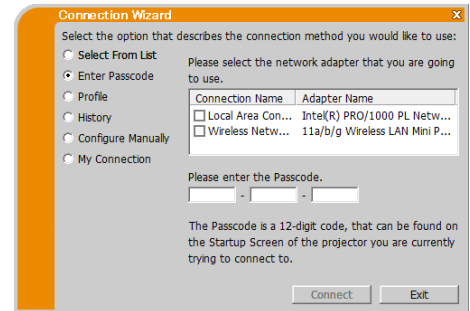 Connection Wizard
x
Select the option that describes the connection method you would like to use:
Select From List
Enter Passcode
Profile
History
Configure Manually
My Connection
Please select the network adapter that you are going
to use.
Connection Name Adapter Name
Local Area Con... Intel(R) PRO/1000 PL Netw...
Wireless Netw... 11a/b/g Wireless LAN Mini P...
Please enter the Passcode.
- -
The Passcode is a 12-digit code, that can be found on
the Startup Screen of the projector you are currently
trying to connect to.
Connect Exit